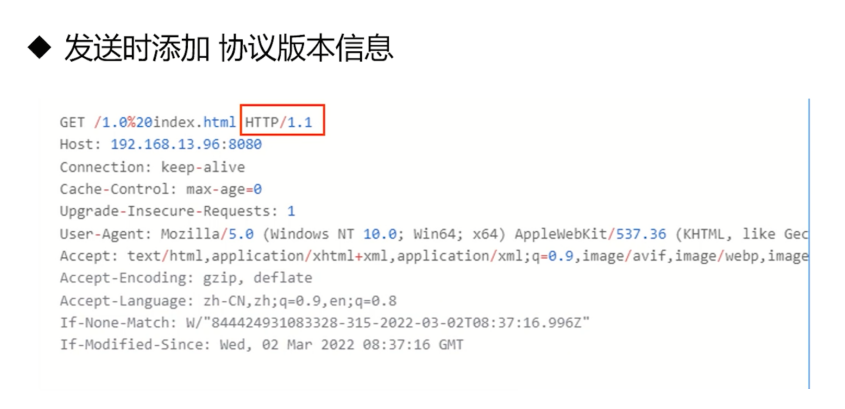 ◆ 发送时添加 协议版本信息
GET /1.0%20index.html HTTP/1.1
Host: 192.168.13.96:8080
Connection: keep-alive
Cache-Control: max-age=0
Upgrade-Insecure-Requests: 1
User-Agent: Mozilla/5.0 (Windows NT 10.0; Win64; x64) AppleWebKit/537.36 (KHTML, like Gec
Accept: text/html,application/xhtml+xml,application/xml;q=0.9,image/avif,image/webp,image
Accept-Encoding: gzip, deflate
Accept-Language: zh-CN,zh;q=0.9,en;q=0.8
If-None-Match: W/"844424931083328-315-2022-03-02T08:37:16.996Z"
If-Modified-Since: Wed, 02 Mar 2022 08:37:16 GMT